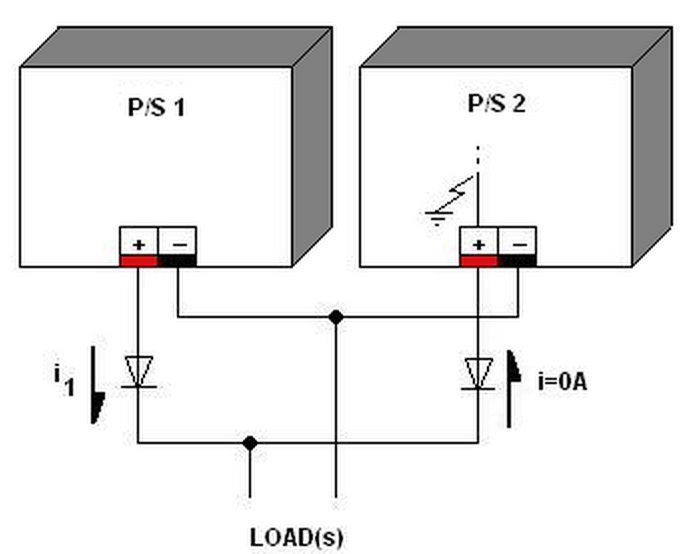 P/S 1
P/S 2
+ –
+ –
i1
i=0A
LOAD(s)